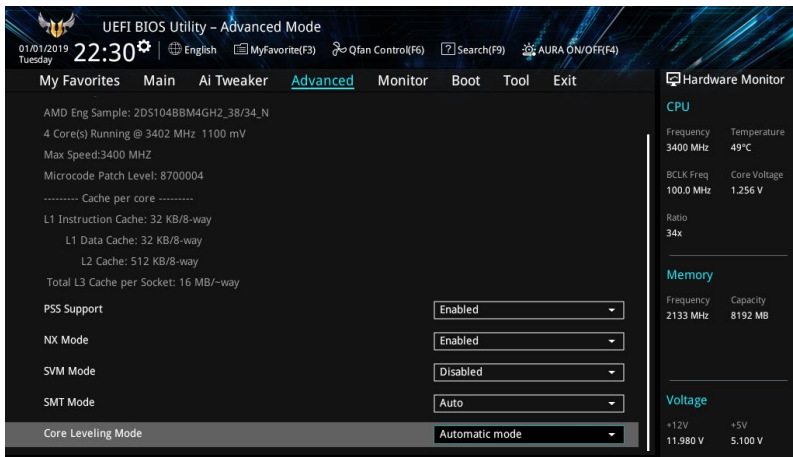 UEFI BIOS Utility – Advanced Mode
01/01/2019
Tuesday
22:30
English
MyFavorite(F3)
Qfan Control(F6)
? Search(F9)
AURA ON/OFF(F4)
My Favorites Main Ai Tweaker Advanced Monitor Boot Tool Exit
AMD Eng Sample: 2DS104BBM4GH2_38/34_N
4 Core(s) Running @ 3402 MHz 1100 mV
Max Speed:3400 MHZ
Microcode Patch Level: 8700004
--------- Cache per core ---------
L1 Instruction Cache: 32 KB/8-way
L1 Data Cache: 32 KB/8-way
L2 Cache: 512 KB/8-way
Total L3 Cache per Socket: 16 MB/~way
PSS Support Enabled
NX Mode Enabled
SVM Mode Disabled
SMT Mode Auto
Core Leveling Mode Automatic mode
Hardware Monitor
CPU
Frequency Temperature
3400 MHz 49°C
BCLK Freq Core Voltage
100.0 MHz 1.256 V
Ratio
34x
Memory
Frequency Capacity
2133 MHz 8192 MB
Voltage
+12V +5V
11.980 V 5.100 V